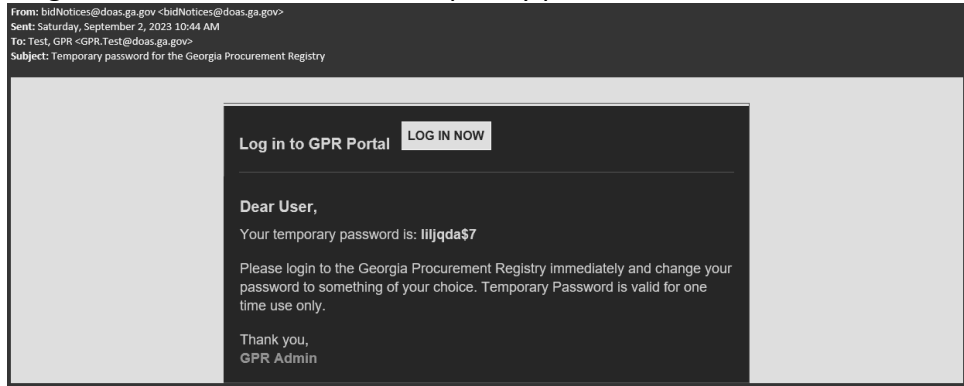 From: bidNotices@doas.ga.gov <bidNotices@doas.ga.gov>
Sent: Saturday, September 2, 2023 10:44 AM
To: Test, GPR <GPR.Test@doas.ga.gov>
Subject: Temporary password for the Georgia Procurement Registry
Log in to GPR Portal LOG IN NOW
Dear User,
Your temporary password is: liljqda$7
Please login to the Georgia Procurement Registry immediately and change your
password to something of your choice. Temporary Password is valid for one
time use only.
Thank you,
GPR Admin